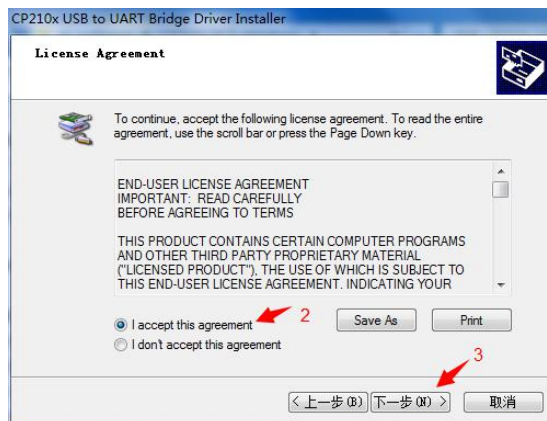 CP210x USB to UART Bridge Driver Installer
License Agreement
To continue, accept the following license agreement. To read the entire
agreement, use the scroll bar or press the Page Down key.
END-USER LICENSE AGREEMENT
IMPORTANT: READ CAREFULLY
BEFORE AGREEING TO TERMS
THIS PRODUCT CONTAINS CERTAIN COMPUTER PROGRAMS
AND OTHER THIRD PARTY PROPRIETARY MATERIAL
("LICENSED PRODUCT"), THE USE OF WHICH IS SUBJECT TO
THIS END-USER LICENSE AGREEMENT. INDICATING YOUR
I accept this agreement 2 Save As Print
I don't accept this agreement
3
< 上一步(B) 下一步(N) > 取消